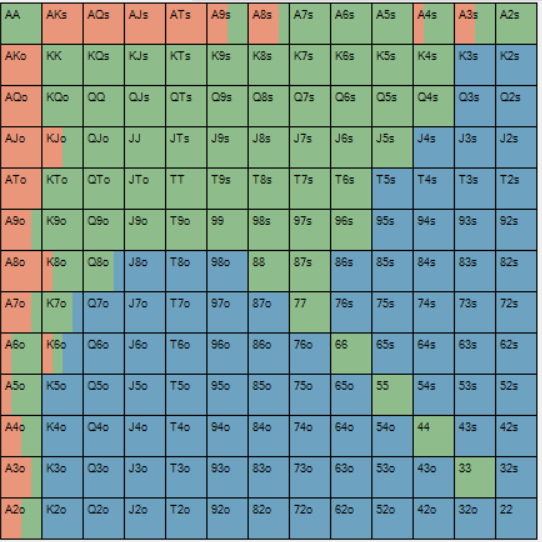 AA AKs AQs AJs ATs A9s A8s A7s A6s A5s A4s A3s A2s
AKo KK KQs KJs KTs K9s K8s K7s K6s K5s K4s K3s K2s
AQo KQo QQ QJs QTs Q9s Q8s Q7s Q6s Q5s Q4s Q3s Q2s
AJo KJo QJo JJ JTs J9s J8s J7s J6s J5s J4s J3s J2s
ATo KTo QTo JTo TT T9s T8s T7s T6s T5s T4s T3s T2s
A9o K9o Q9o J9o T9o 99 98s 97s 96s 95s 94s 93s 92s
A8o K8o Q8o J8o T8o 98o 88 87s 86s 85s 84s 83s 82s
A7o K7o Q7o J7o T7o 97o 87o 77 76s 75s 74s 73s 72s
A6o K6o Q6o J6o T6o 96o 86o 76o 66 65s 64s 63s 62s
A5o K5o Q5o J5o T5o 95o 85o 75o 65o 55 54s 53s 52s
A4o K4o Q4o J4o T4o 94o 84o 74o 64o 54o 44 43s 42s
A3o K3o Q3o J3o T3o 93o 83o 73o 63o 53o 43o 33 32s
A2o K2o Q2o J2o T2o 92o 82o 72o 62o 52o 42o 32o 22